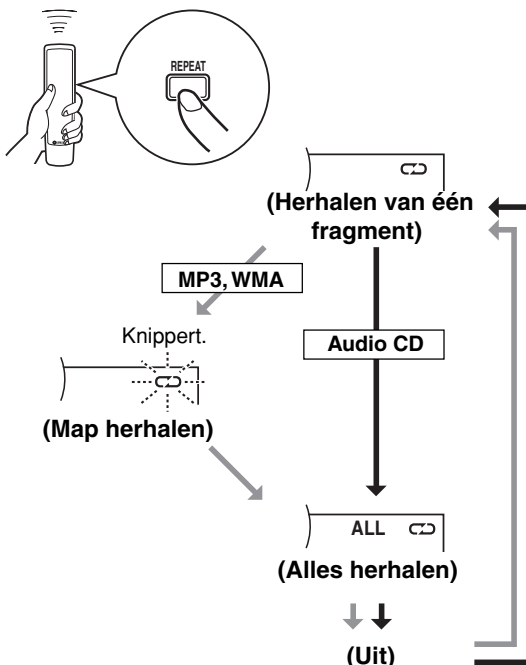 REPEAT
(Herhalen van één
fragment)
MP3, WMA
Audio CD
Knippert.
(Map herhalen)
ALL
(Alles herhalen)
(Uit)